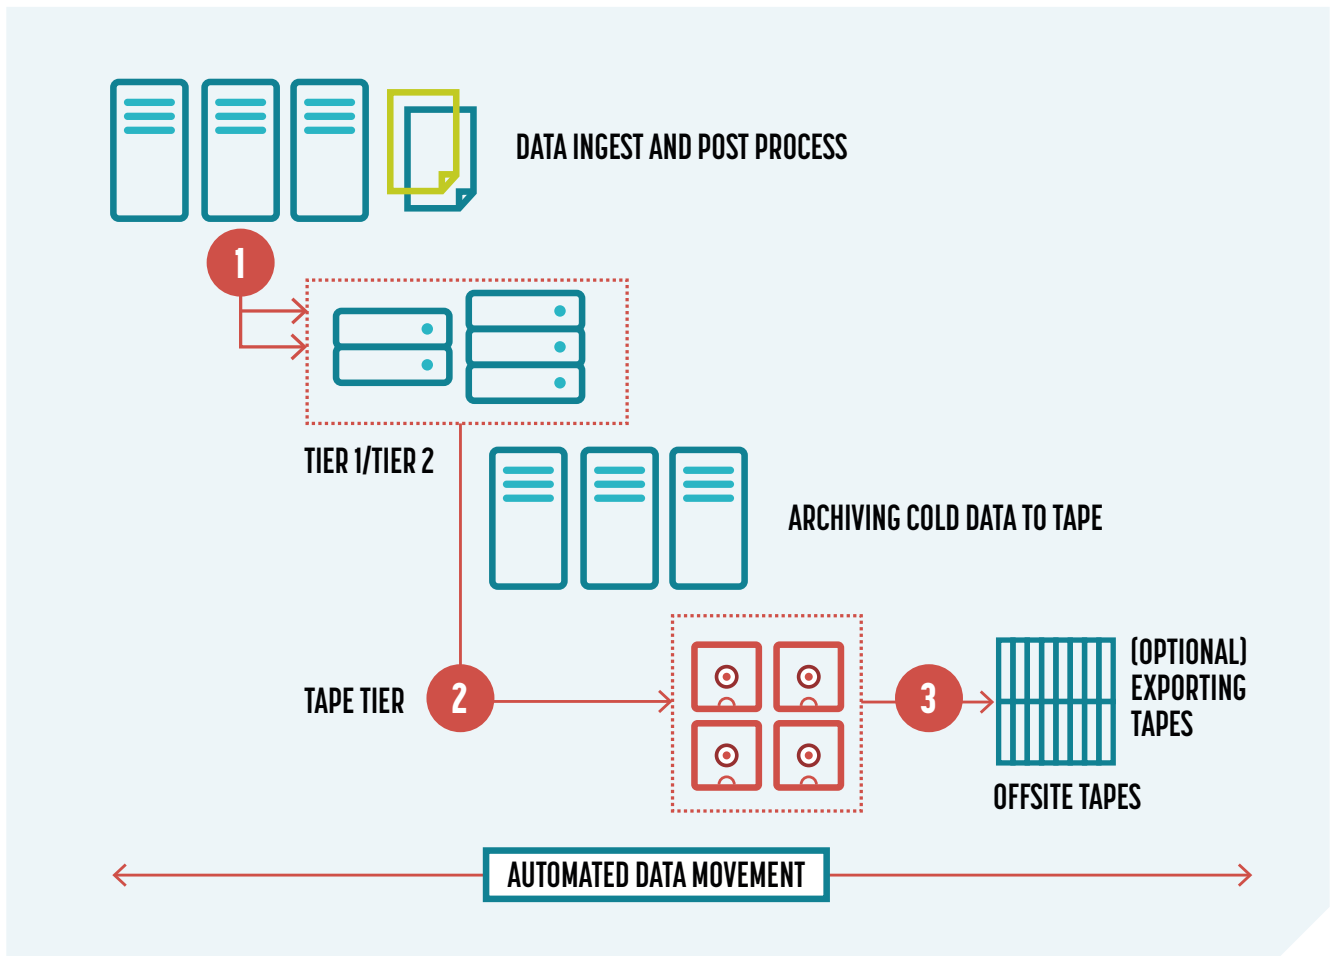 DATA INGEST AND POST PROCESS
1
TIER 1/TIER 2
ARCHIVING COLD DATA TO TAPE
TAPE TIER
2
3
(OPTIONAL)
EXPORTING
TAPES
OFFSITE TAPES
AUTOMATED DATA MOVEMENT